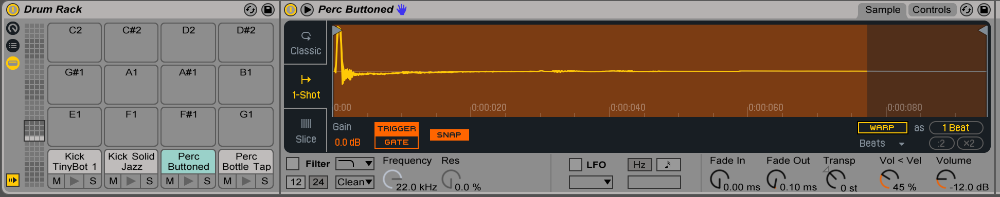 Drum Rack
C2 C#2 D2 D#2
G#1 A1 A#1 B1
E1 F1 F#1 G1
Kick Kick Solid Perc Perc
TinyBot 1 Jazz Buttoned Bottle Tap
M S M S M S M S
Perc Buttoned Sample Controls
Classic
1-Shot
Slice
0:00 0:00:020 0:00:040 0:00:060 0:00:080
Gain TRIGGER SNAP WARP as 1 Beat
0.0 dB GATE Beats :2 ×2
Filter Frequency Res LFO Hz Fade In Fade Out Transp Vol < Vel Volume
12 24 Clean 22.0 kHz 0.0 % 0.00 ms 0.10 ms 0 st 45 % -12.0 dB